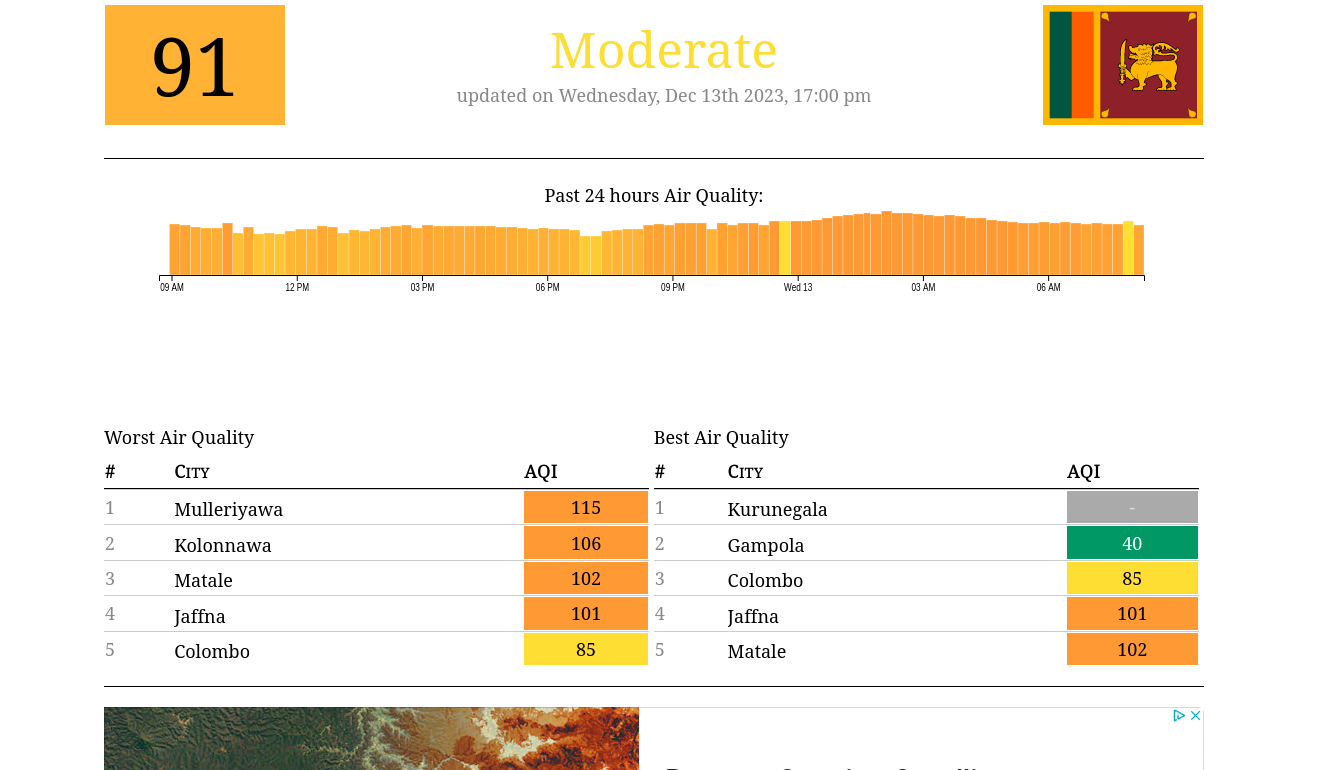 91
Moderate
updated on Wednesday, Dec 13th 2023, 17:00 pm
Past 24 hours Air Quality:
09 AM 12 PM 03 PM 06 PM 09 PM Wed 13 03 AM 06 AM
Worst Air Quality
# City AQI
1 Mulleriyawa 115
2 Kolonnawa 106
3 Matale 102
4 Jaffna 101
5 Colombo 85
Best Air Quality
# City AQI
1 Kurunegala -
2 Gampola 40
3 Colombo 85
4 Jaffna 101
5 Matale 102